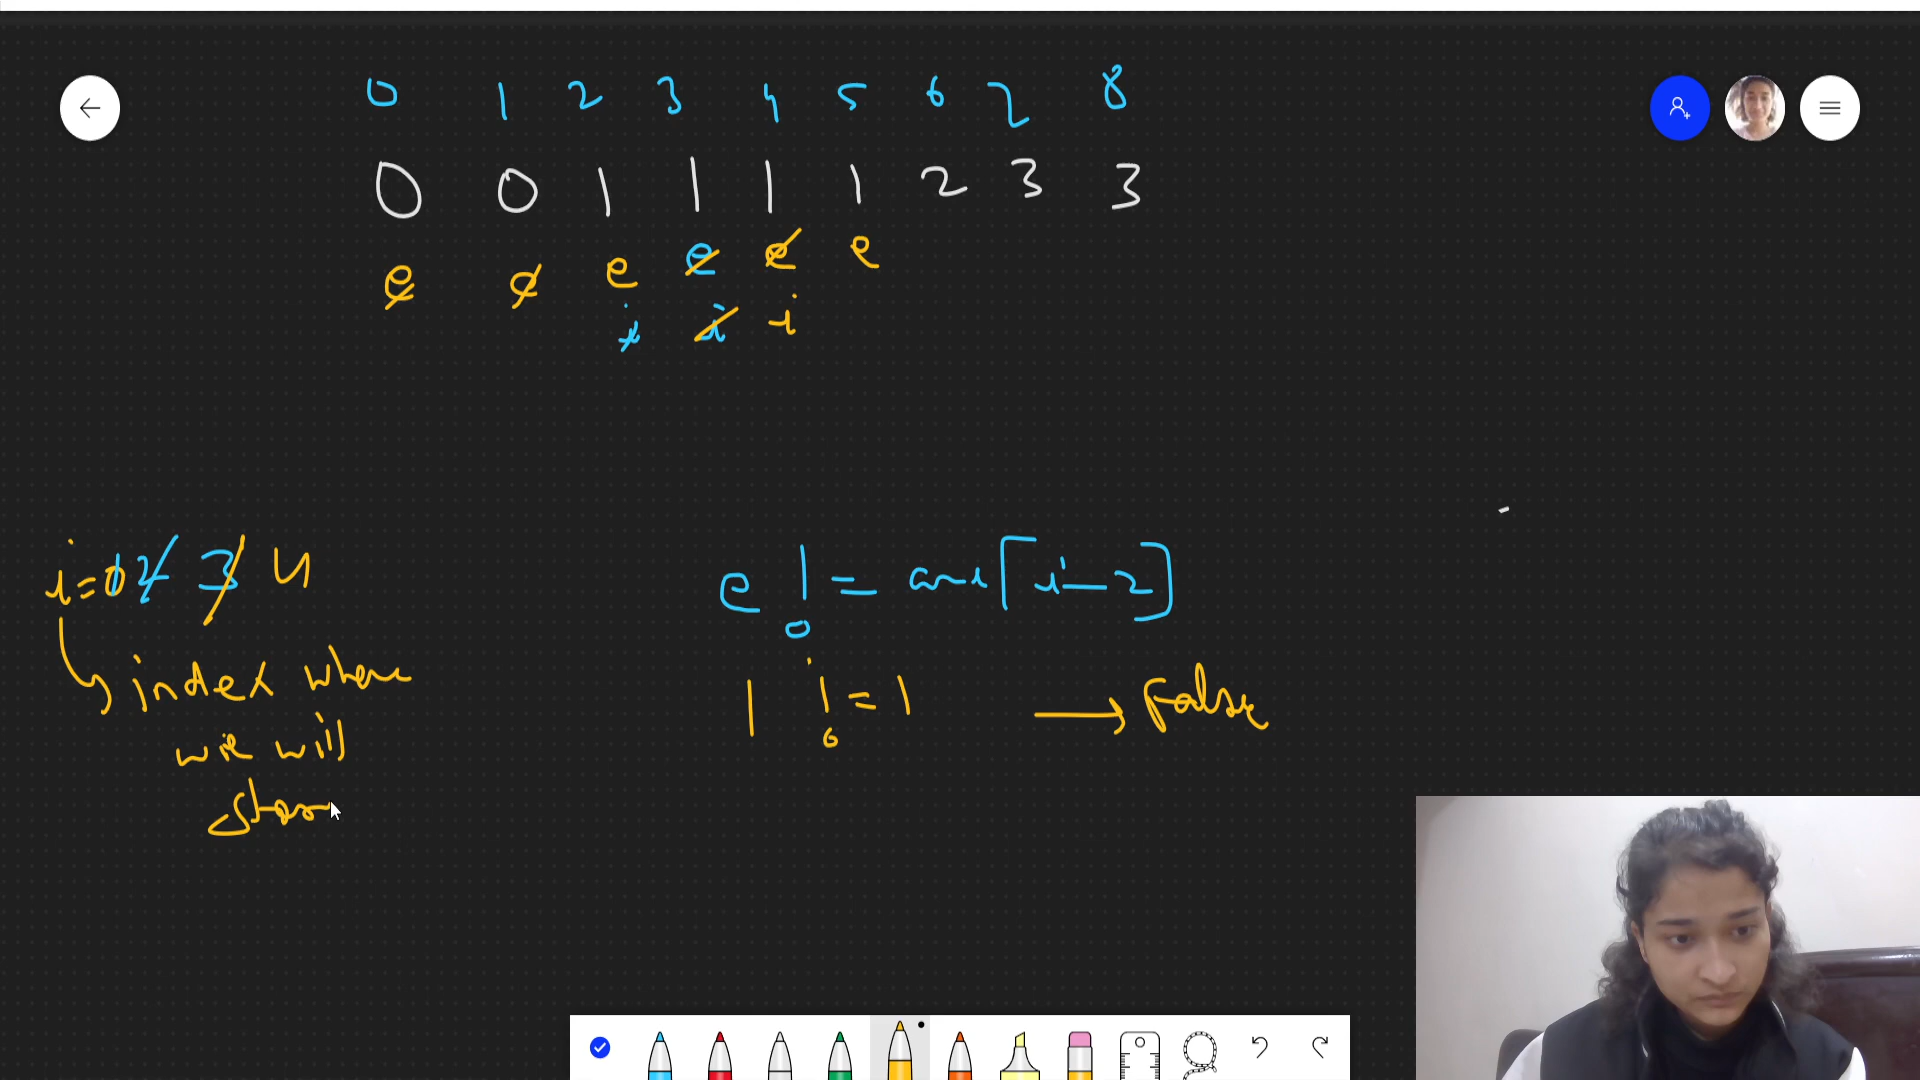 0 1 2 3 4 5 6 7 8
0 0 1 1 1 1 2 3 3
e e e e e e
i i i
i = 0 1 2 3 4
index where
we will
store
e != arr[i-2]
1 != 1 → False